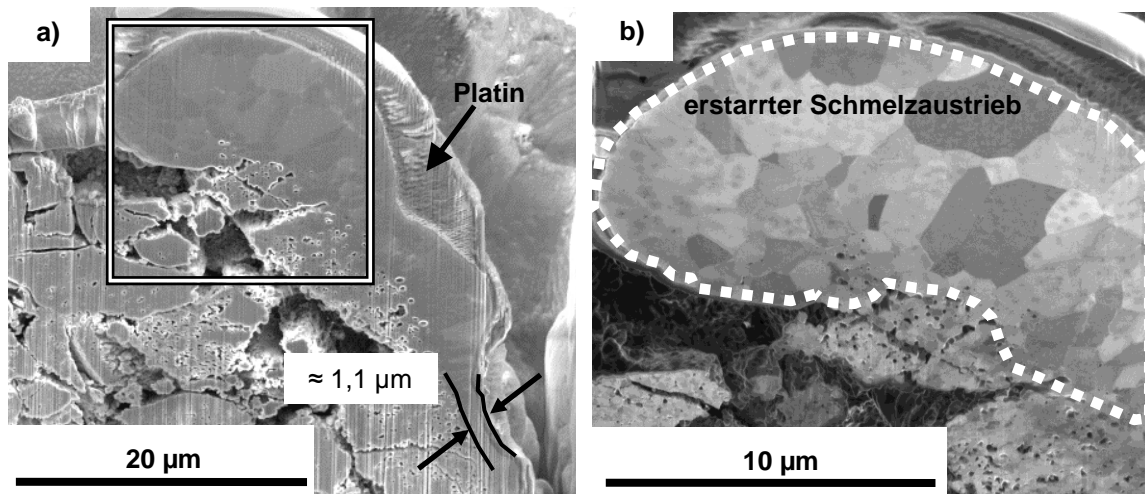 a)
Platin
≈ 1,1 µm
20 µm
b)
erstarrter Schmelzaustrieb
10 µm